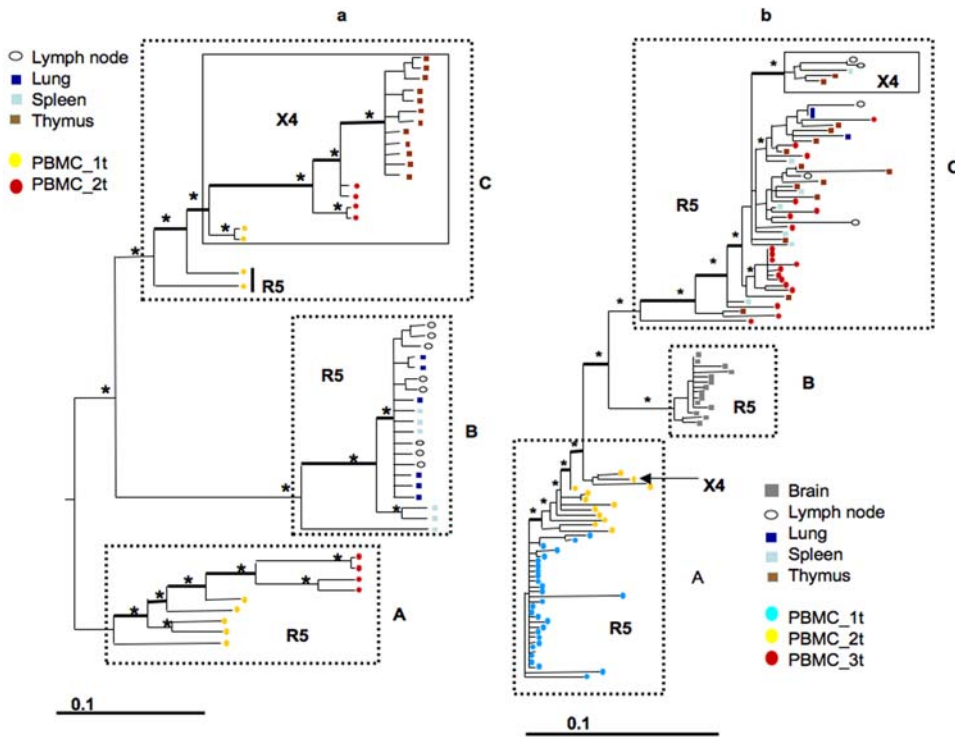 a
b
Lymph node
Lung
Spleen
Thymus
PBMC_1t
PBMC_2t
X4
C
R5
R5
B
A
R5
0.1
X4
C
R5
B
R5
X4
A
R5
Brain
Lymph node
Lung
Spleen
Thymus
PBMC_1t
PBMC_2t
PBMC_3t
0.1